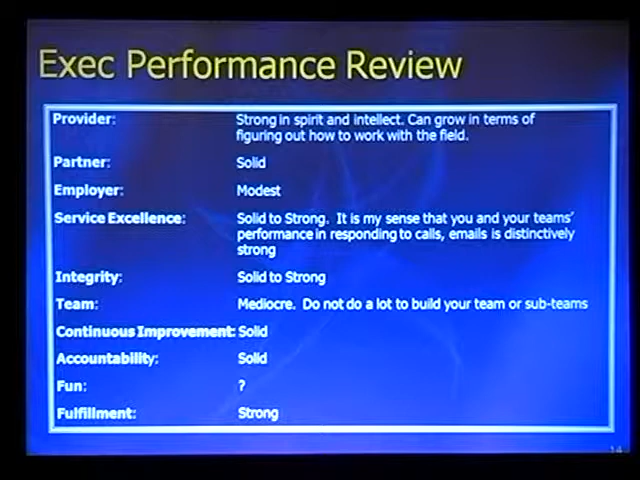 Exec Performance Review
Provider: Strong in spirit and intellect. Can grow in terms of
figuring out how to work with the field.
Partner: Solid
Employer: Modest
Service Excellence: Solid to Strong. It is my sense that you and your teams'
performance in responding to calls, emails is distinctively
strong
Integrity: Solid to Strong
Team: Mediocre. Do not do a lot to build your team or sub-teams
Continuous Improvement: Solid
Accountability: Solid
Fun: ?
Fulfillment: Strong
14